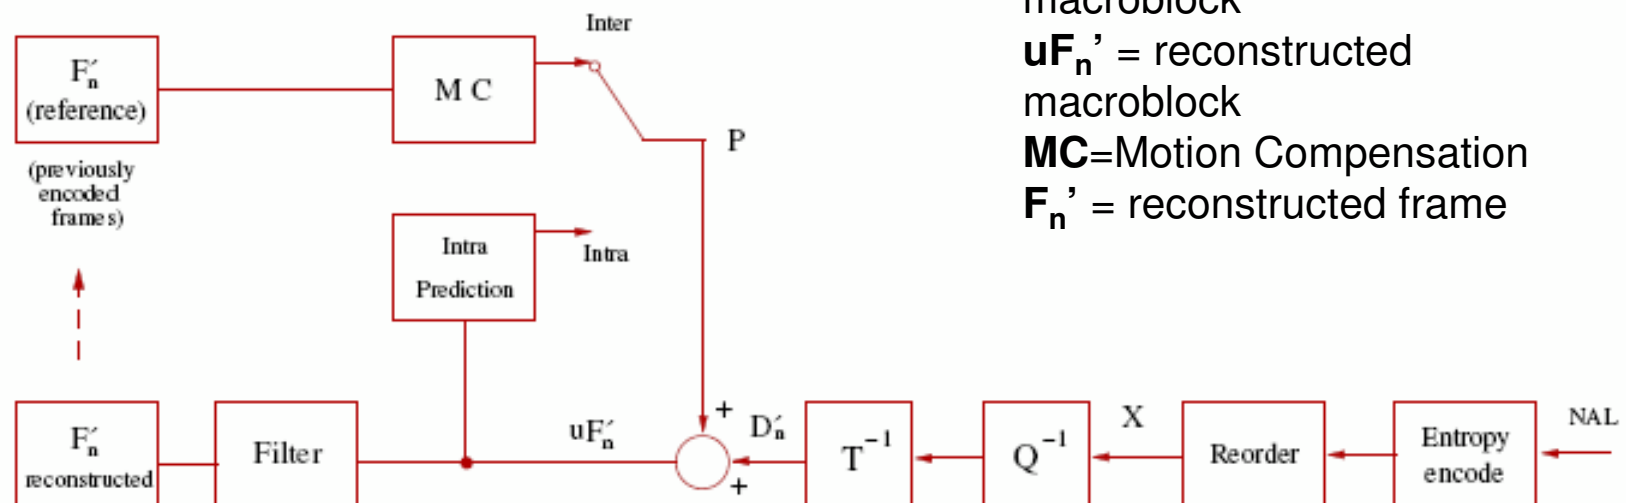 Inter
F′n
(reference)
M C
P
(previously
encoded
frames)
Intra
Prediction
Intra
F′n
reconstructed
Filter
uF′n
+
+
D′n
T−1
Q−1
X
Reorder
Entropy
encode
NAL
macroblock
uFn’ = reconstructed
macroblock
MC=Motion Compensation
Fn’ = reconstructed frame